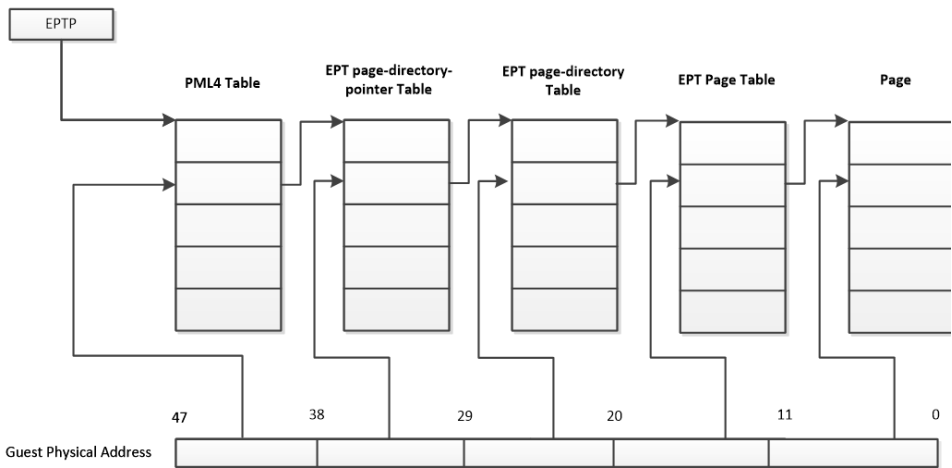 EPTP
PML4 Table
EPT page-directory-
pointer Table
EPT page-directory
Table
EPT Page Table
Page
47
38
29
20
11
0
Guest Physical Address